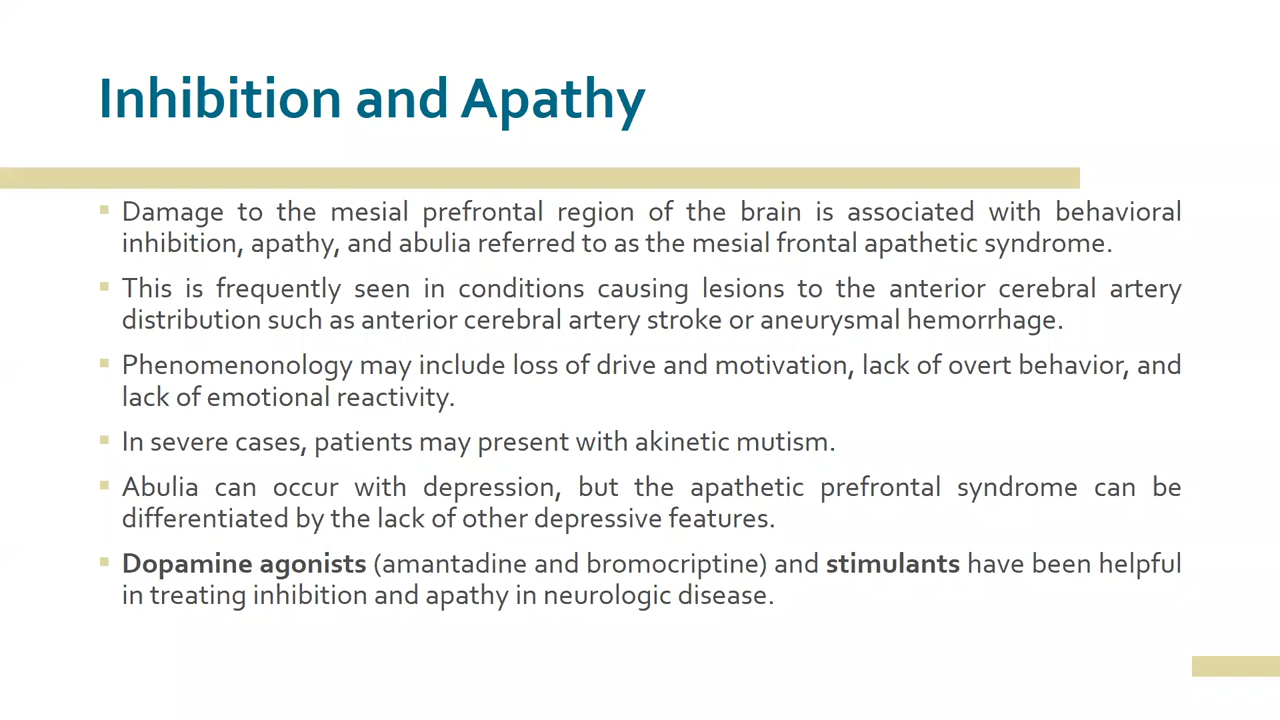 Inhibition and Apathy
Damage to the mesial prefrontal region of the brain is associated with behavioral
inhibition, apathy, and abulia referred to as the mesial frontal apathetic syndrome.
This is frequently seen in conditions causing lesions to the anterior cerebral artery
distribution such as anterior cerebral artery stroke or aneurysmal hemorrhage.
Phenomenonology may include loss of drive and motivation, lack of overt behavior, and
lack of emotional reactivity.
In severe cases, patients may present with akinetic mutism.
Abulia can occur with depression, but the apathetic prefrontal syndrome can be
differentiated by the lack of other depressive features.
Dopamine agonists (amantadine and bromocriptine) and stimulants have been helpful
in treating inhibition and apathy in neurologic disease.